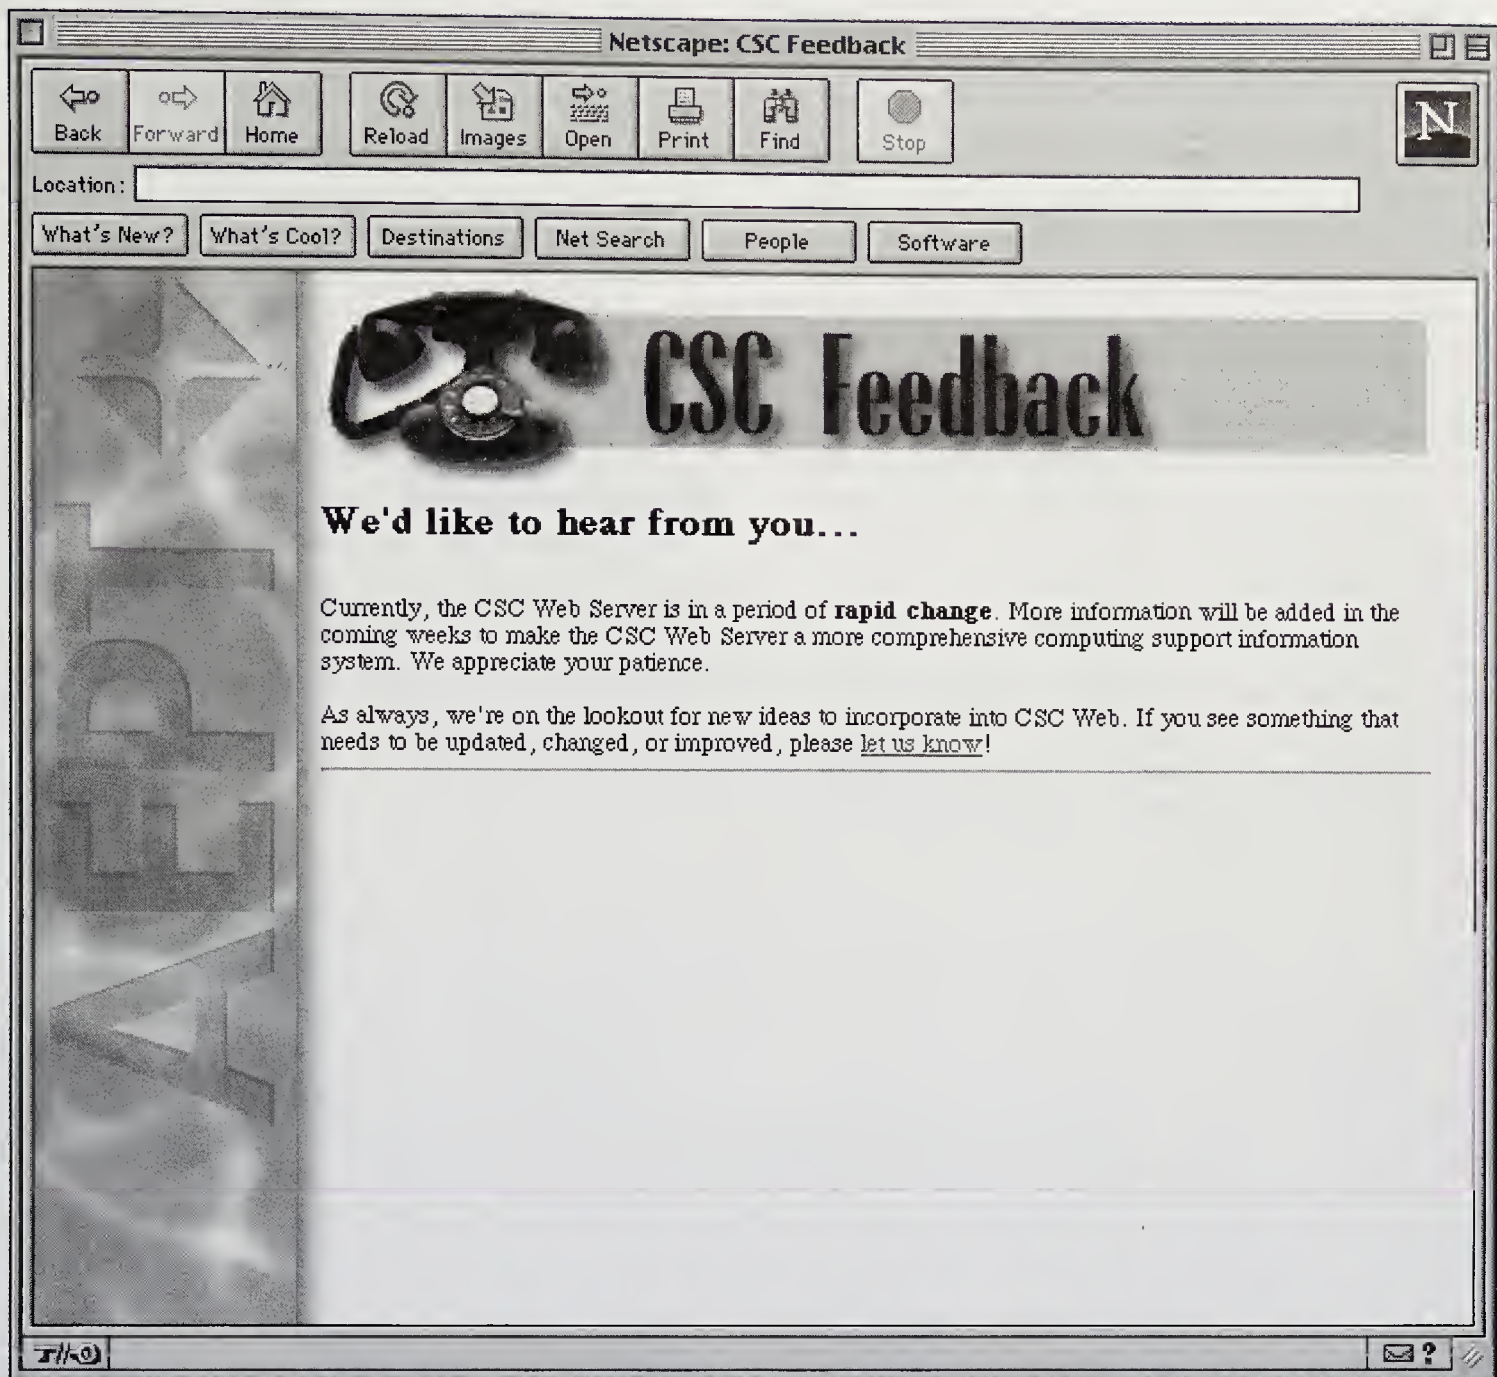 Netscape: CSC Feedback
Back Forward Home Reload Images Open Print Find Stop
N
Location:
What's New? What's Cool? Destinations Net Search People Software
CSC Feedback
We'd like to hear from you...
Currently, the CSC Web Server is in a period of rapid change. More information will be added in the
coming weeks to make the CSC Web Server a more comprehensive computing support information
system. We appreciate your patience.
As always, we're on the lookout for new ideas to incorporate into CSC Web. If you see something that
needs to be updated, changed, or improved, please let us know!
?